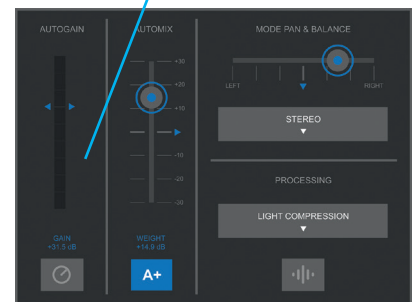 AUTOGAIN
AUTOMIX
MODE PAN & BALANCE
+30
+20
+10
-10
-20
-30
LEFT
RIGHT
STEREO
PROCESSING
LIGHT COMPRESSION
GAIN
+31.5 dB
WEIGHT
+14.9 dB
A+